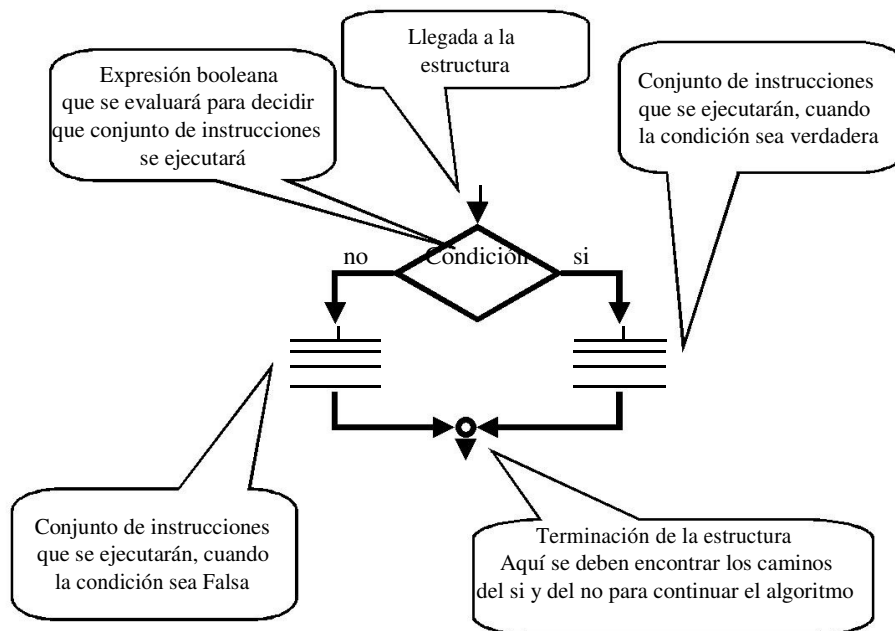 Llegada a la
estructura
Expresión booleana
que se evaluará para decidir
que conjunto de instrucciones
se ejecutará
Conjunto de instrucciones
que se ejecutarán, cuando
la condición sea verdadera
no
Condición
si
Conjunto de instrucciones
que se ejecutarán, cuando
la condición sea Falsa
Terminación de la estructura
Aquí se deben encontrar los caminos
del si y del no para continuar el algoritmo